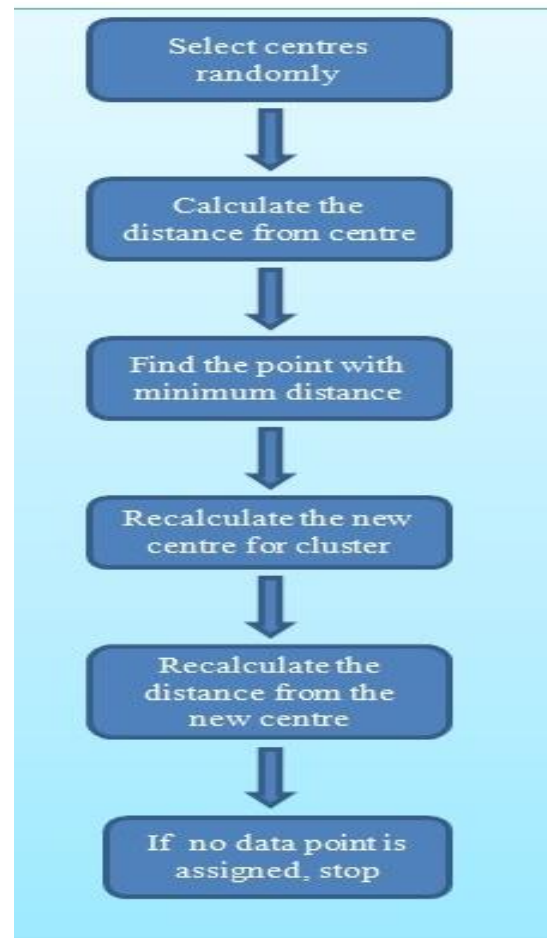 Select centres
randomly
Calculate the
distance from centre
Find the point with
minimum distance
Recalculate the new
centre for cluster
Recalculate the
distance from the
new centre
If no data point is
assigned, stop